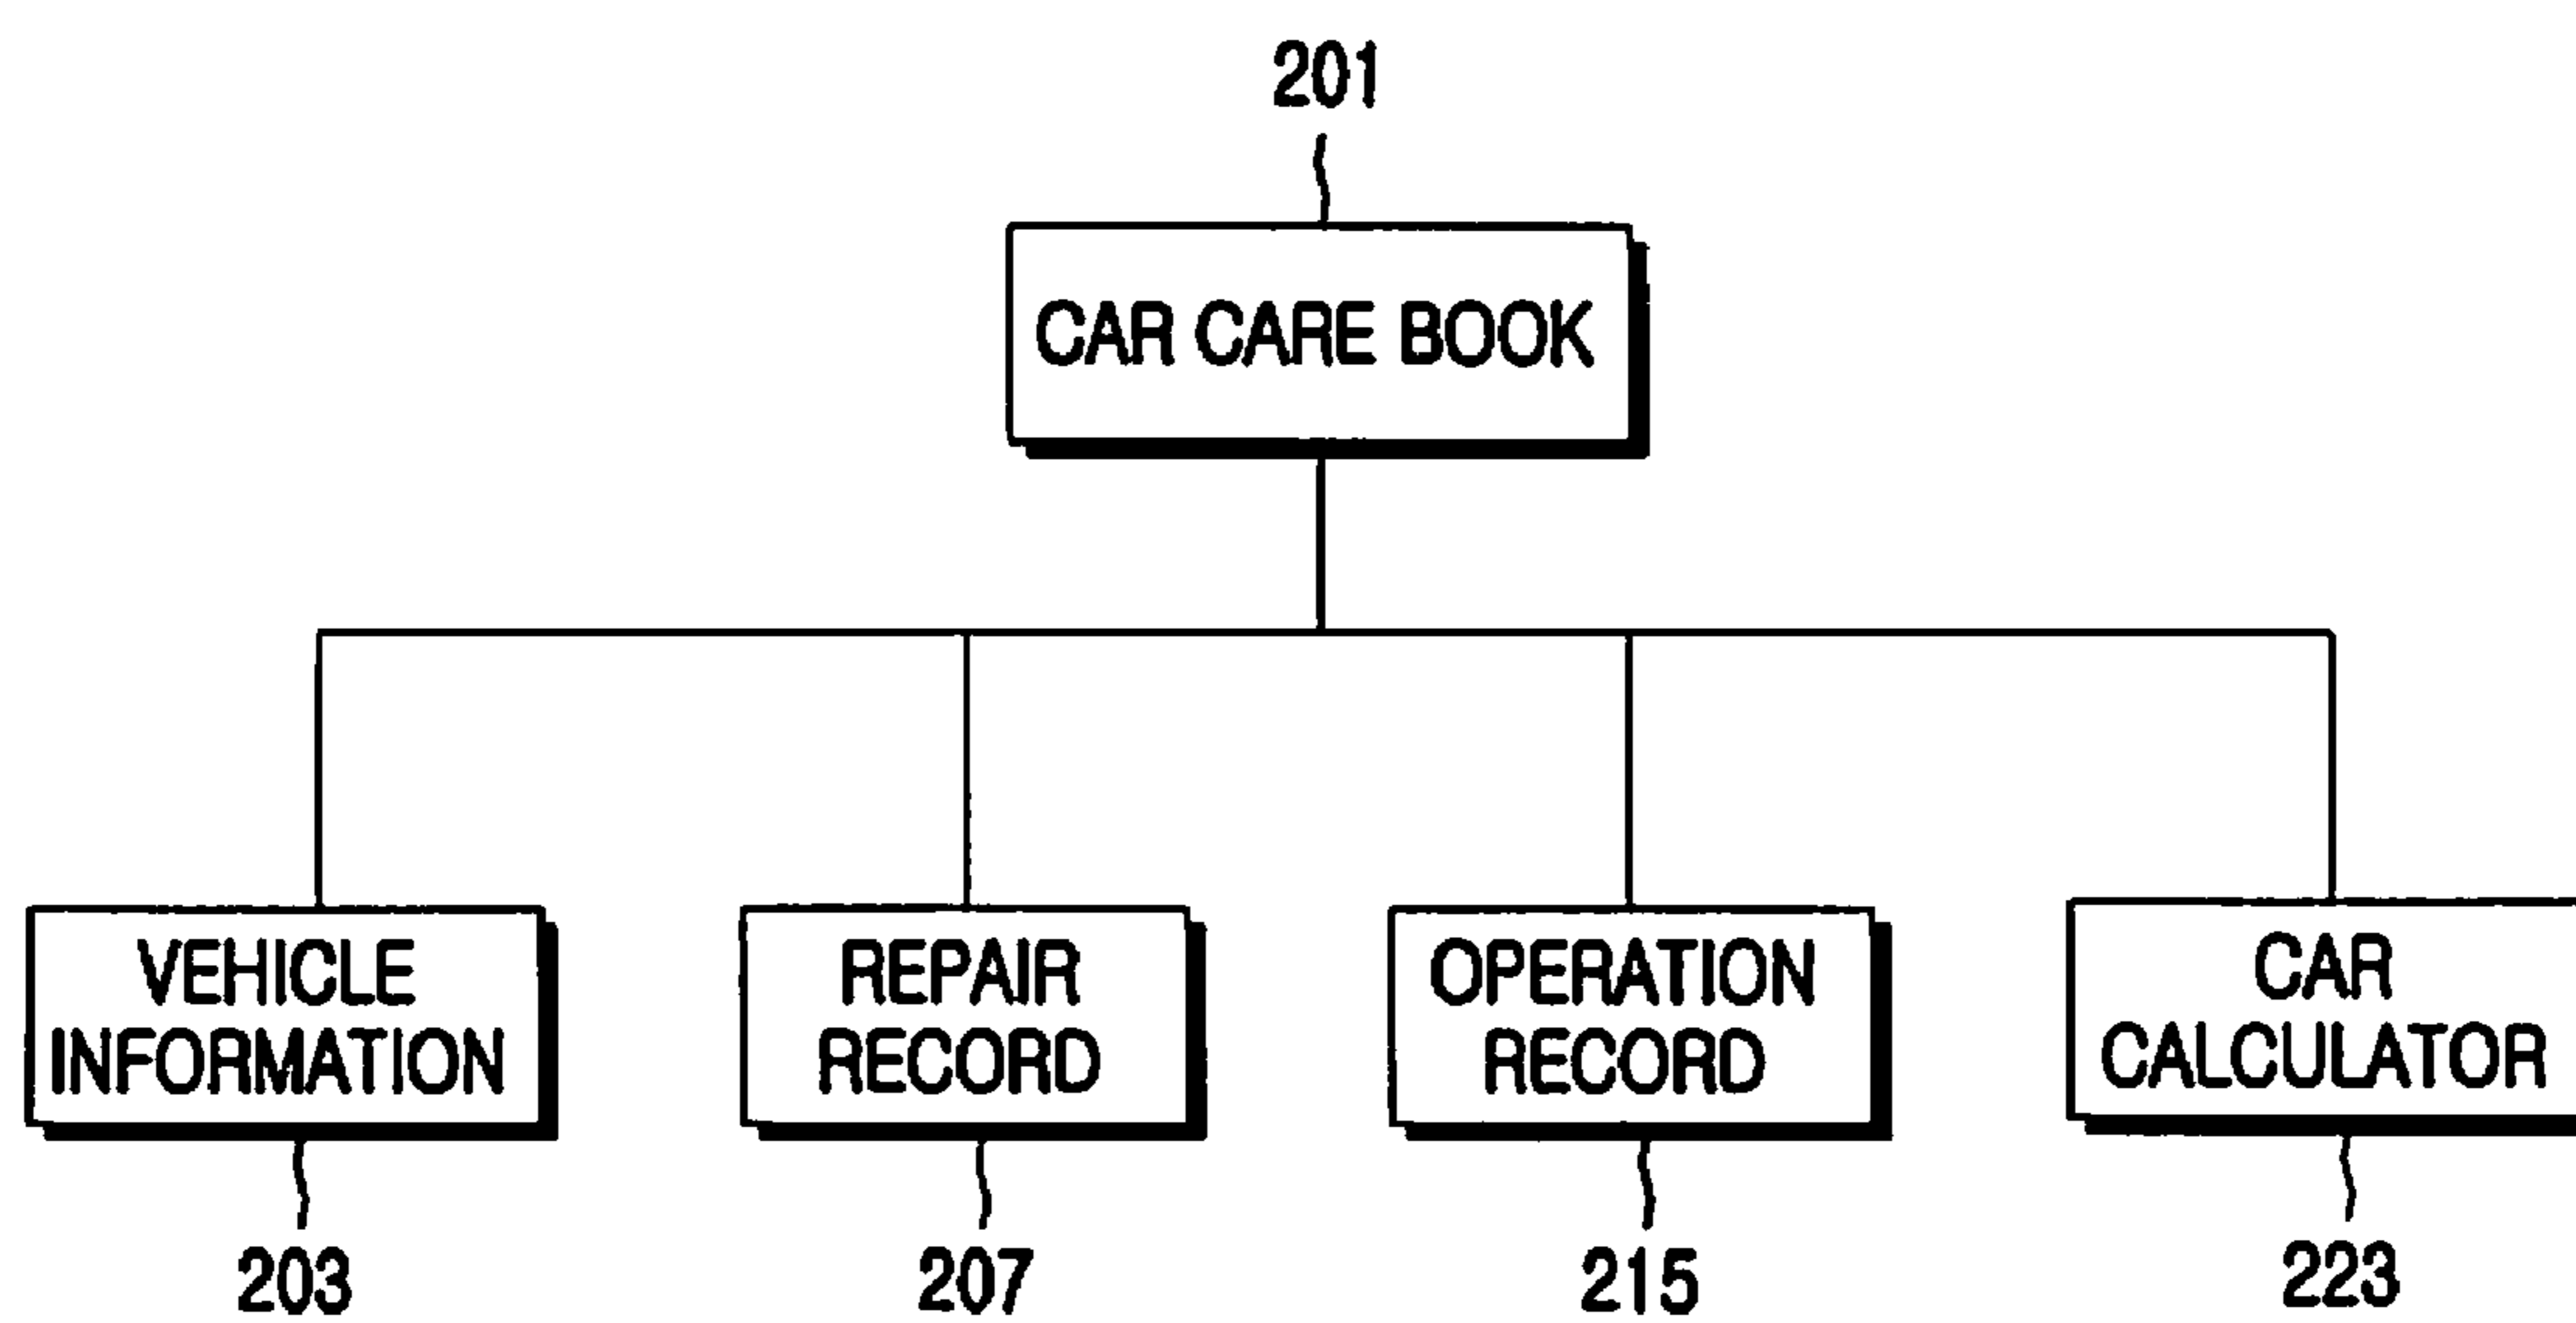 201
CAR CARE BOOK
VEHICLE
INFORMATION
REPAIR
RECORD
OPERATION
RECORD
CAR
CALCULATOR
203
207
215
223